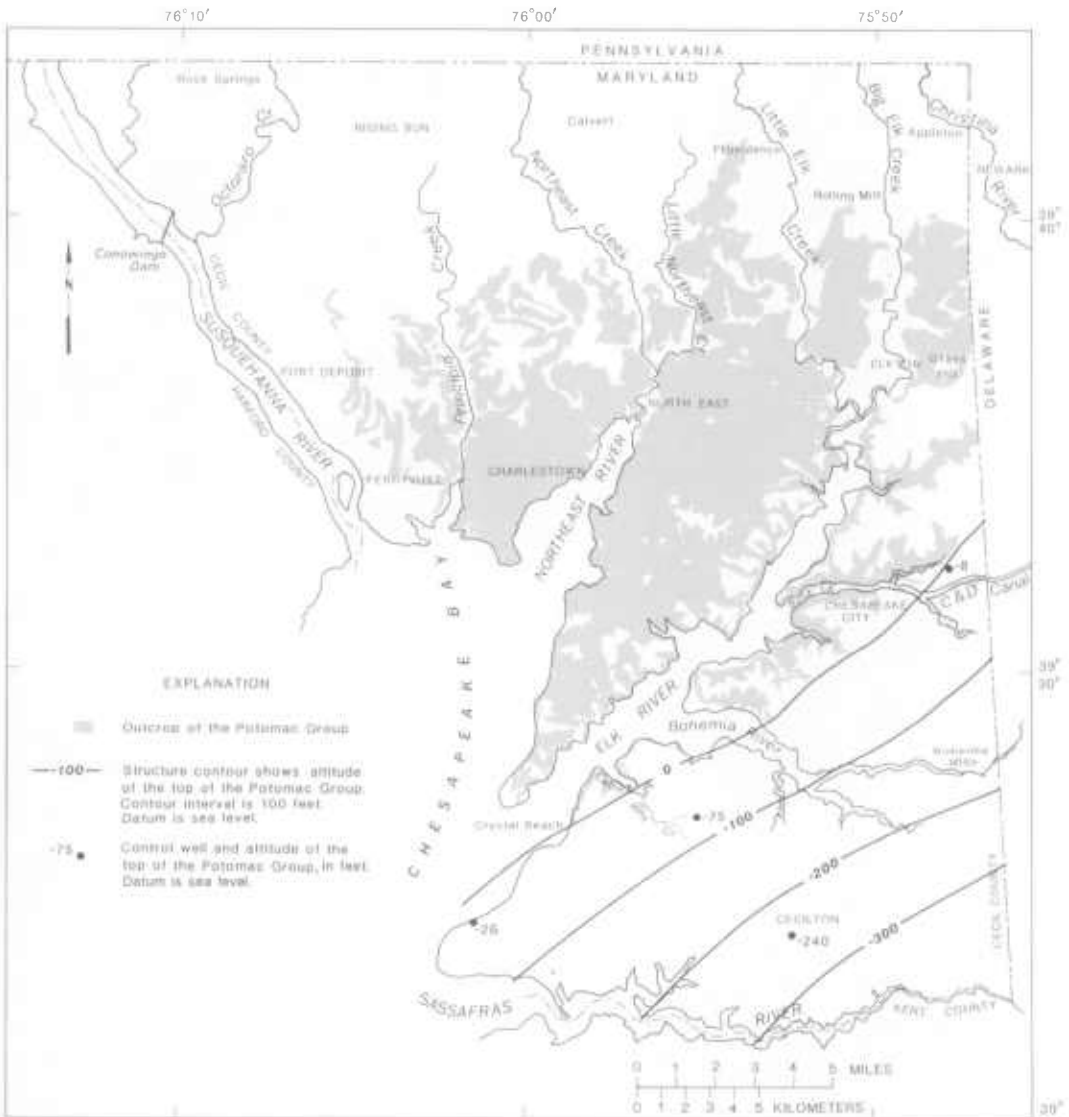 76°10' 76°00' 75°50'
PENNSYLVANIA
MARYLAND
Rock Springs
Octoraro
RISING SUN
Calvert
Northeast Creek
Little Northeast Cr
Providence
Little Elk Creek
Rolling Mill
Big Elk Creek
Appleton
Christina River
NEWARK
39°
40'
N
Conowingo
Dam
CECIL COUNTY
SUSQUEHANNA RIVER
HARFORD COUNTY
PORT DEPOSIT
Principio Creek
PERRYVILLE
CHARLESTOWN
NORTH EAST
NORTHEAST RIVER
ELKTON
DELAWARE
CHESAPEAKE BAY
-11
C&D Canal
CHESAPEAKE
CITY
39°
30'
ELK RIVER
Bohemia River
Bohemia
Mills
0
-75
-100
Crystal Beach
-200
-26
CECILTON
-240
-300
CECIL COUNTY
KENT COUNTY
SASSAFRAS RIVER
EXPLANATION
Outcrop of the Potomac Group
-100 Structure contour shows altitude
of the top of the Potomac Group.
Contour interval is 100 feet.
Datum is sea level.
-75 Control well and altitude of the
top of the Potomac Group, in feet.
Datum is sea level.
0 1 2 3 4 5 MILES
0 1 2 3 4 5 KILOMETERS
39°